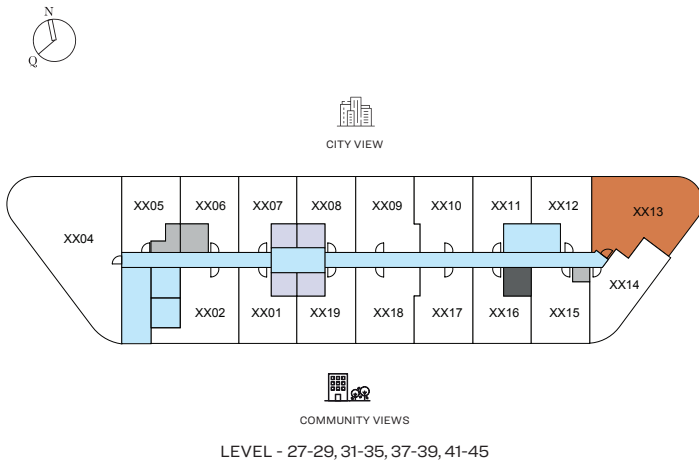 N
Q
CITY VIEW
XX05 XX06 XX07 XX08 XX09 XX10 XX11 XX12 XX13
XX04
XX14
XX02 XX01 XX19 XX18 XX17 XX16 XX15
COMMUNITY VIEWS
LEVEL - 27-29, 31-35, 37-39, 41-45